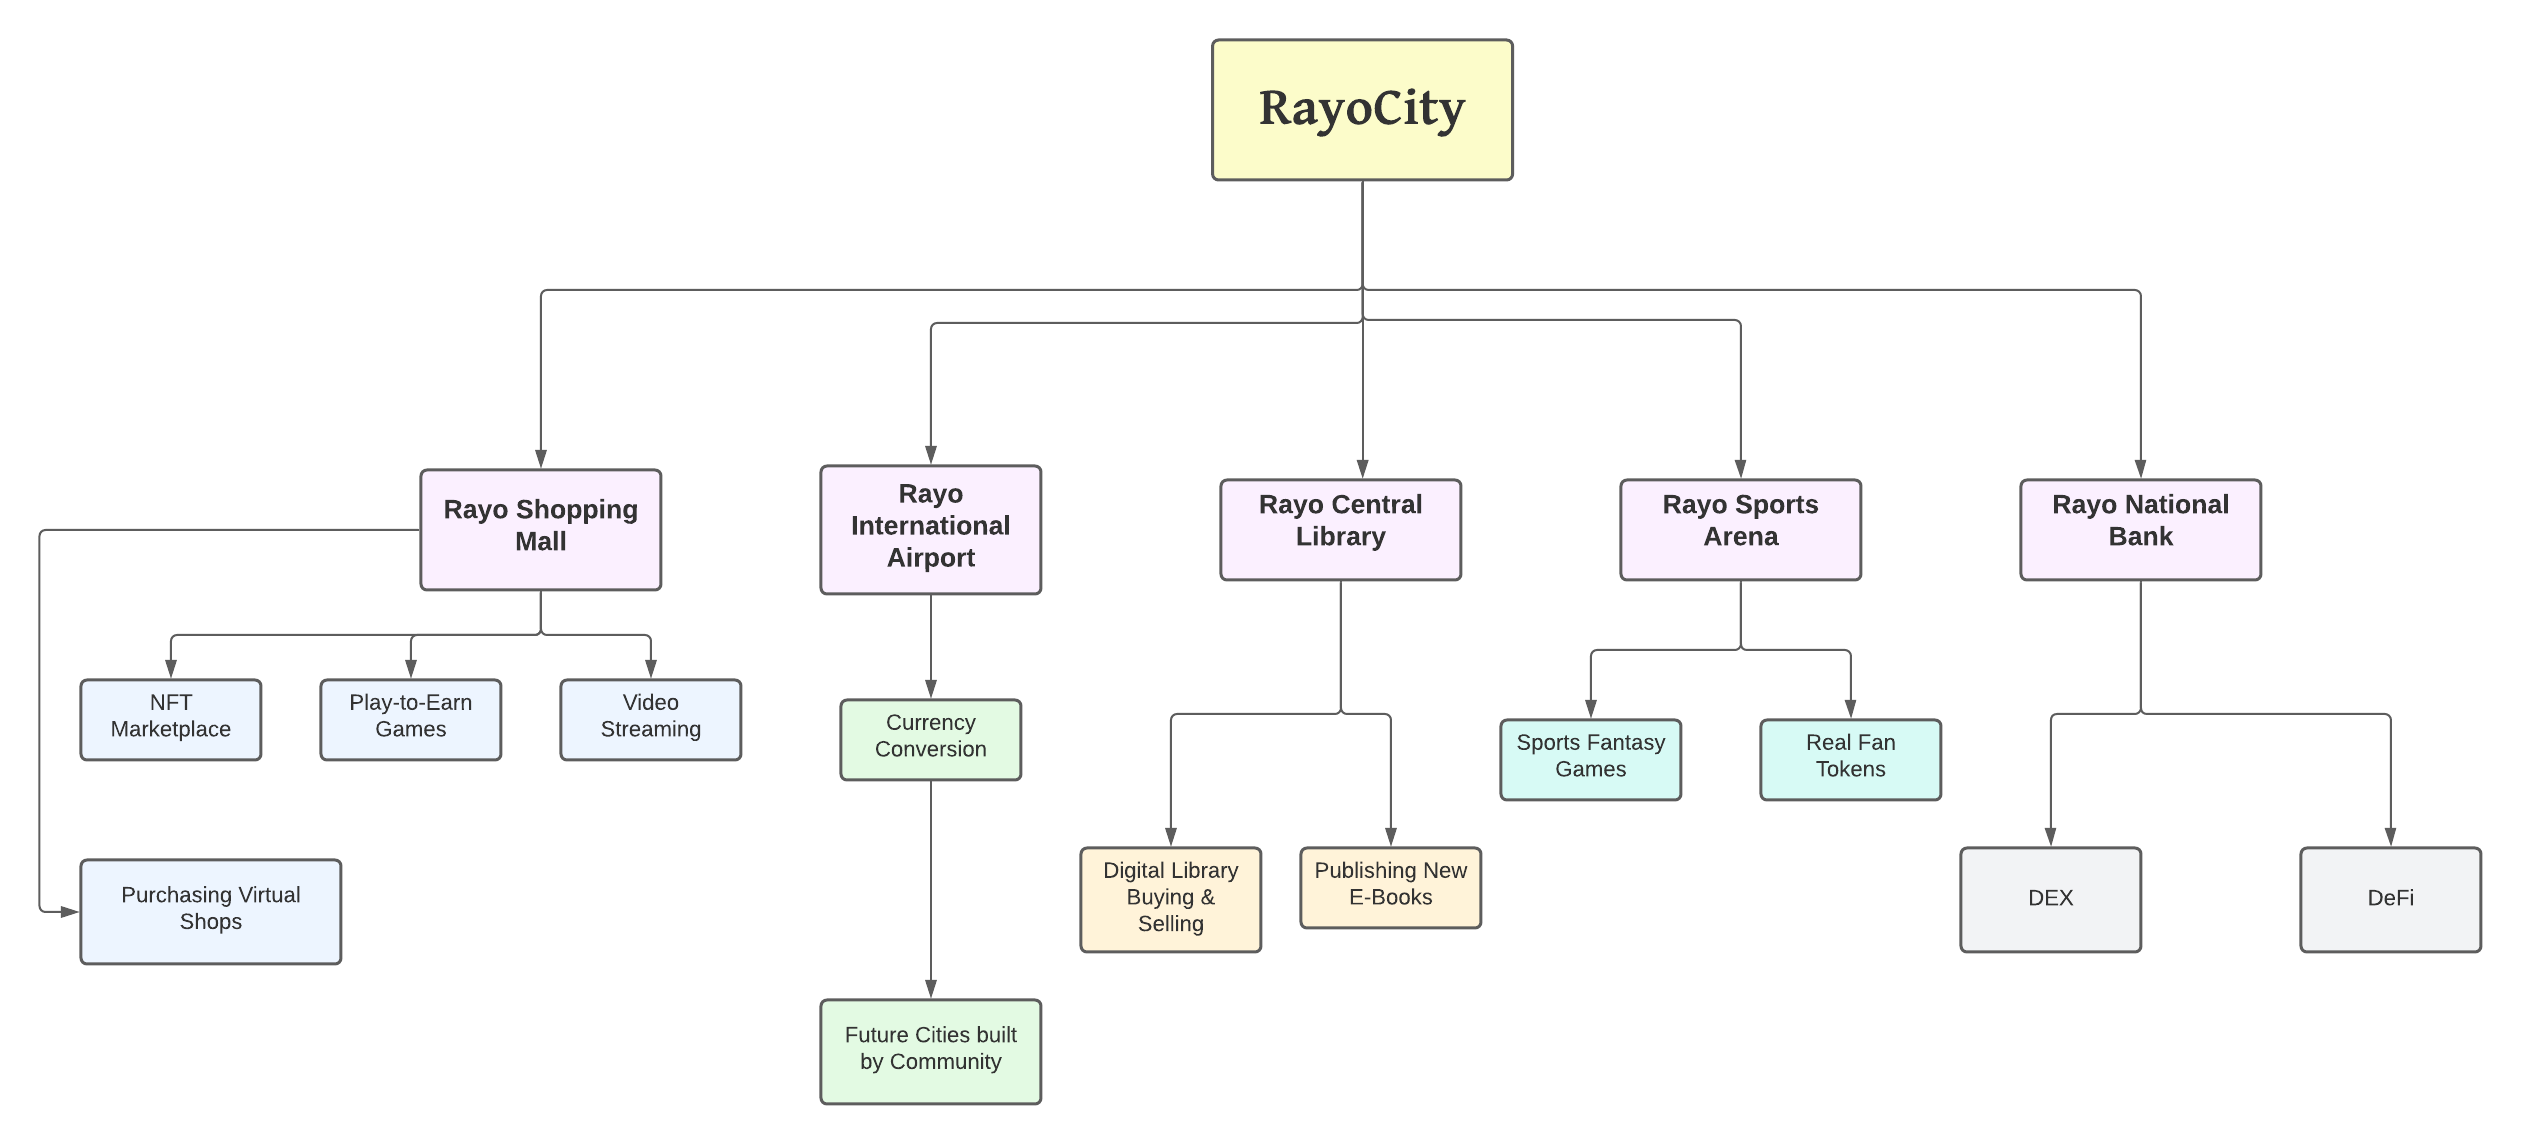 RayoCity
Rayo Shopping
Mall
Rayo
International
Airport
Rayo Central
Library
Rayo Sports
Arena
Rayo National
Bank
NFT
Marketplace
Play-to-Earn
Games
Video
Streaming
Currency
Conversion
Sports Fantasy
Games
Real Fan
Tokens
Purchasing Virtual
Shops
Digital Library
Buying &
Selling
Publishing New
E-Books
DEX
DeFi
Future Cities built
by Community